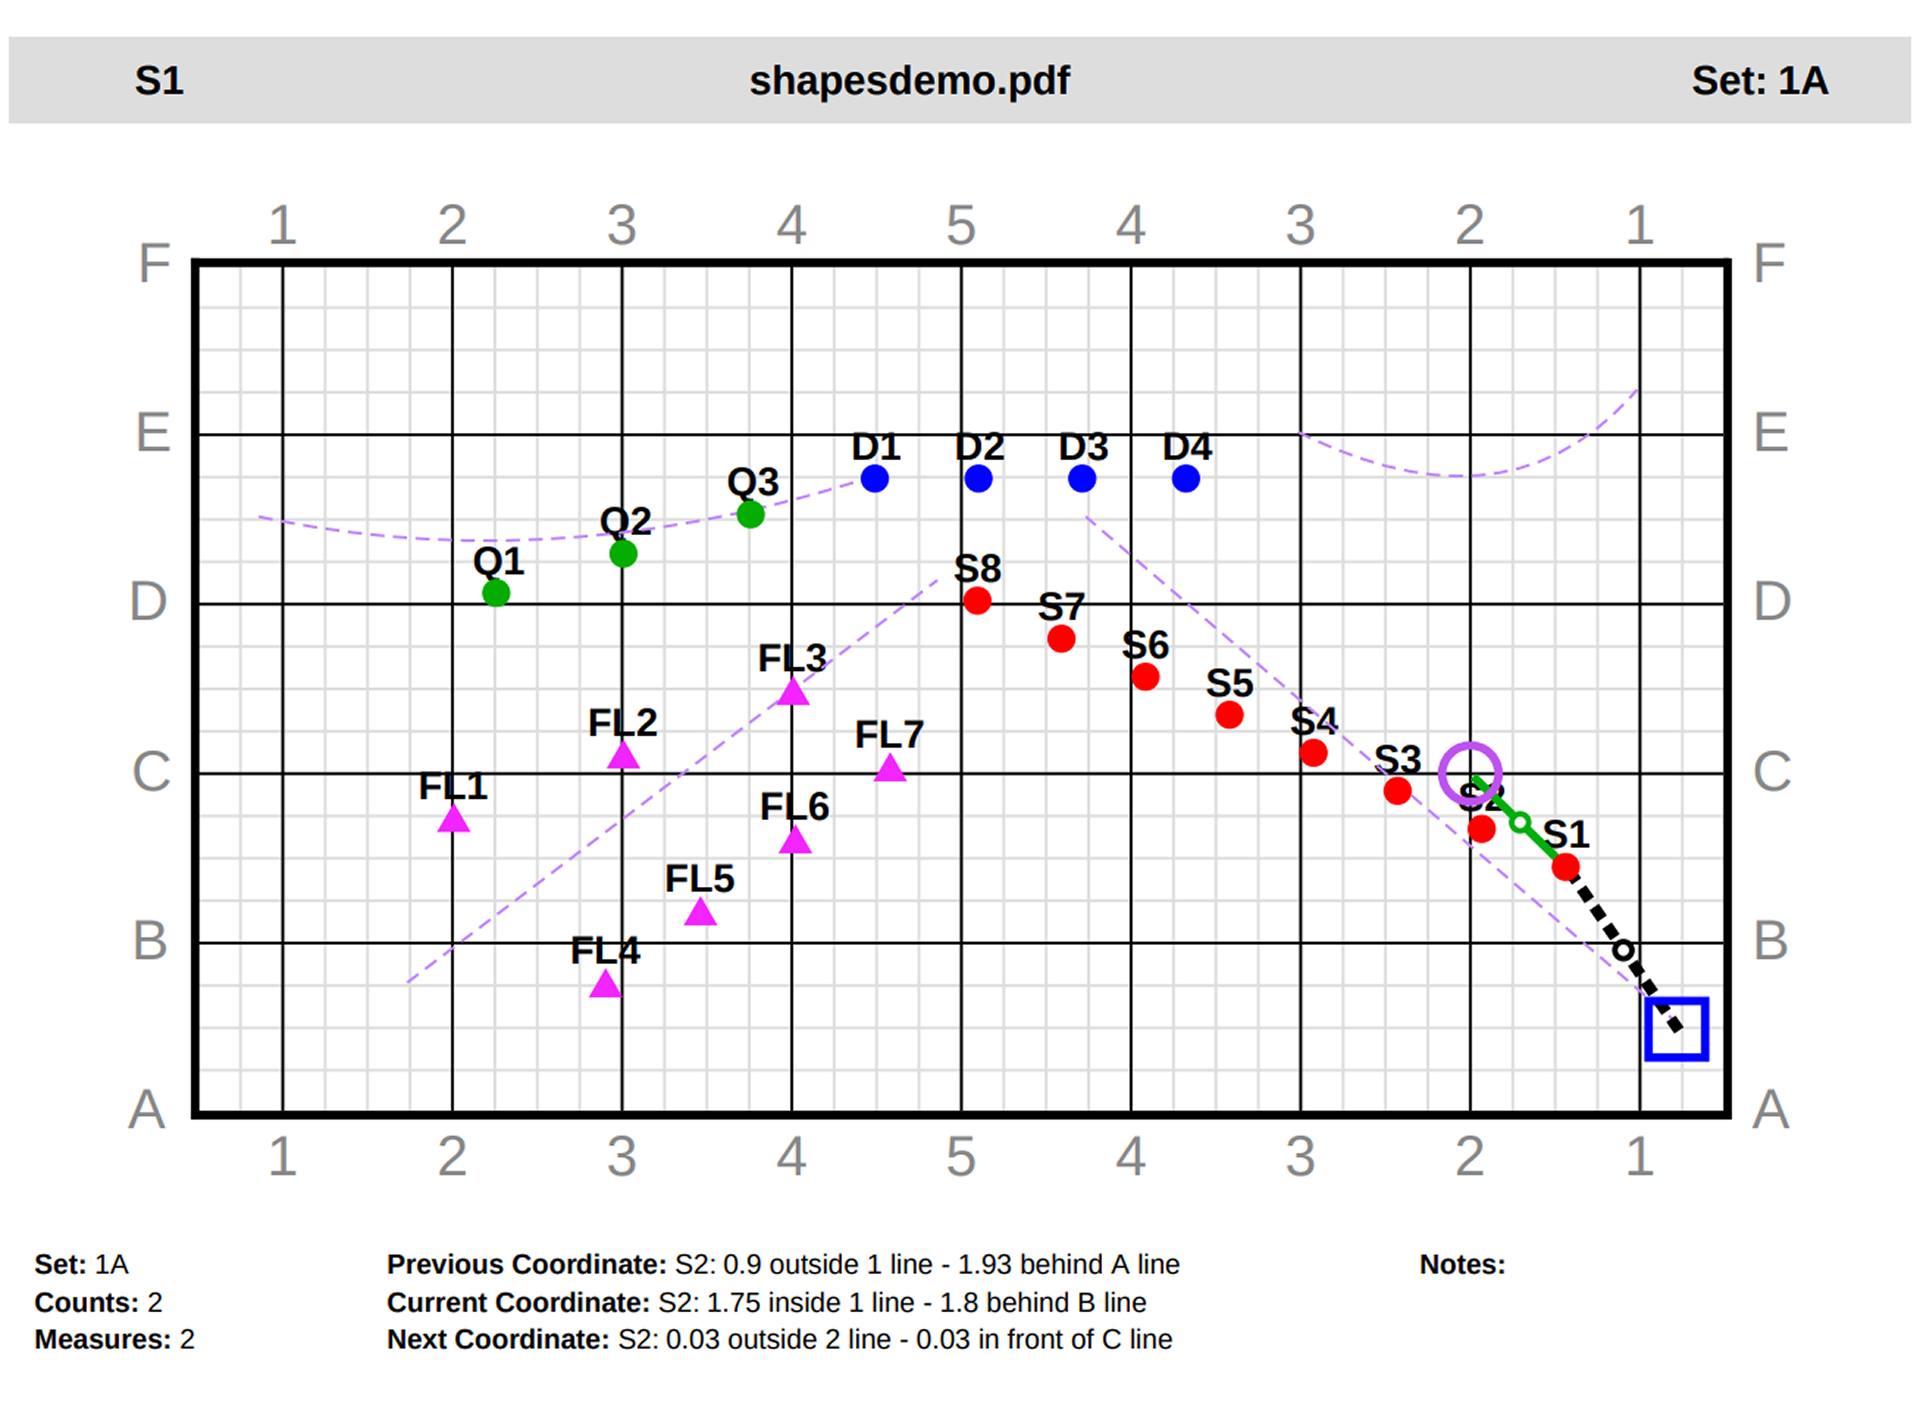 S1 shapesdemo.pdf Set: 1A
1 2 3 4 5 4 3 2 1
F F
E E
D1 D2 D3 D4
Q3
Q2
Q1
S8
D D
S7
S6
FL3
S5
FL2 S4
FL7
S3
C C
FL1
S2
FL6
S1
FL5
B B
FL4
A A
1 2 3 4 5 4 3 2 1
Set: 1A Previous Coordinate: S2: 0.9 outside 1 line - 1.93 behind A line Notes:
Counts: 2 Current Coordinate: S2: 1.75 inside 1 line - 1.8 behind B line
Measures: 2 Next Coordinate: S2: 0.03 outside 2 line - 0.03 in front of C line